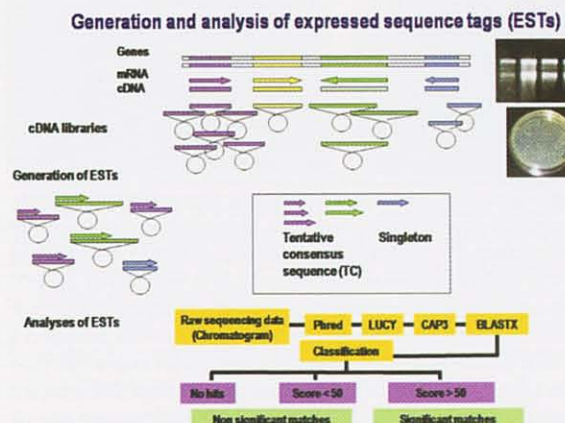 Generation and analysis of expressed sequence tags (ESTs)
Genes
mRNA
cDNA
cDNA libraries
Generation of ESTs
Tentative
consensus
sequence (TC)
Singleton
Analyses of ESTs
Raw sequencing data
(Chromatogram)
Phred
LUCY
CAP3
BLASTX
Classification
No hits
Score < 50
Score > 50
Non significant matches
Significant matches